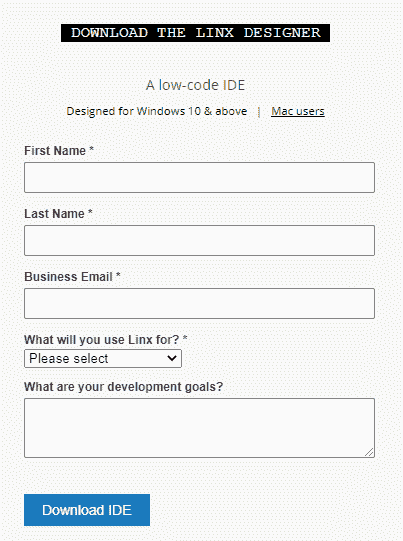 DOWNLOAD THE LINX DESIGNER
A low-code IDE
Designed for Windows 10 & above | Mac users
First Name *
Last Name *
Business Email *
What will you use Linx for? *
Please select
What are your development goals?
Download IDE